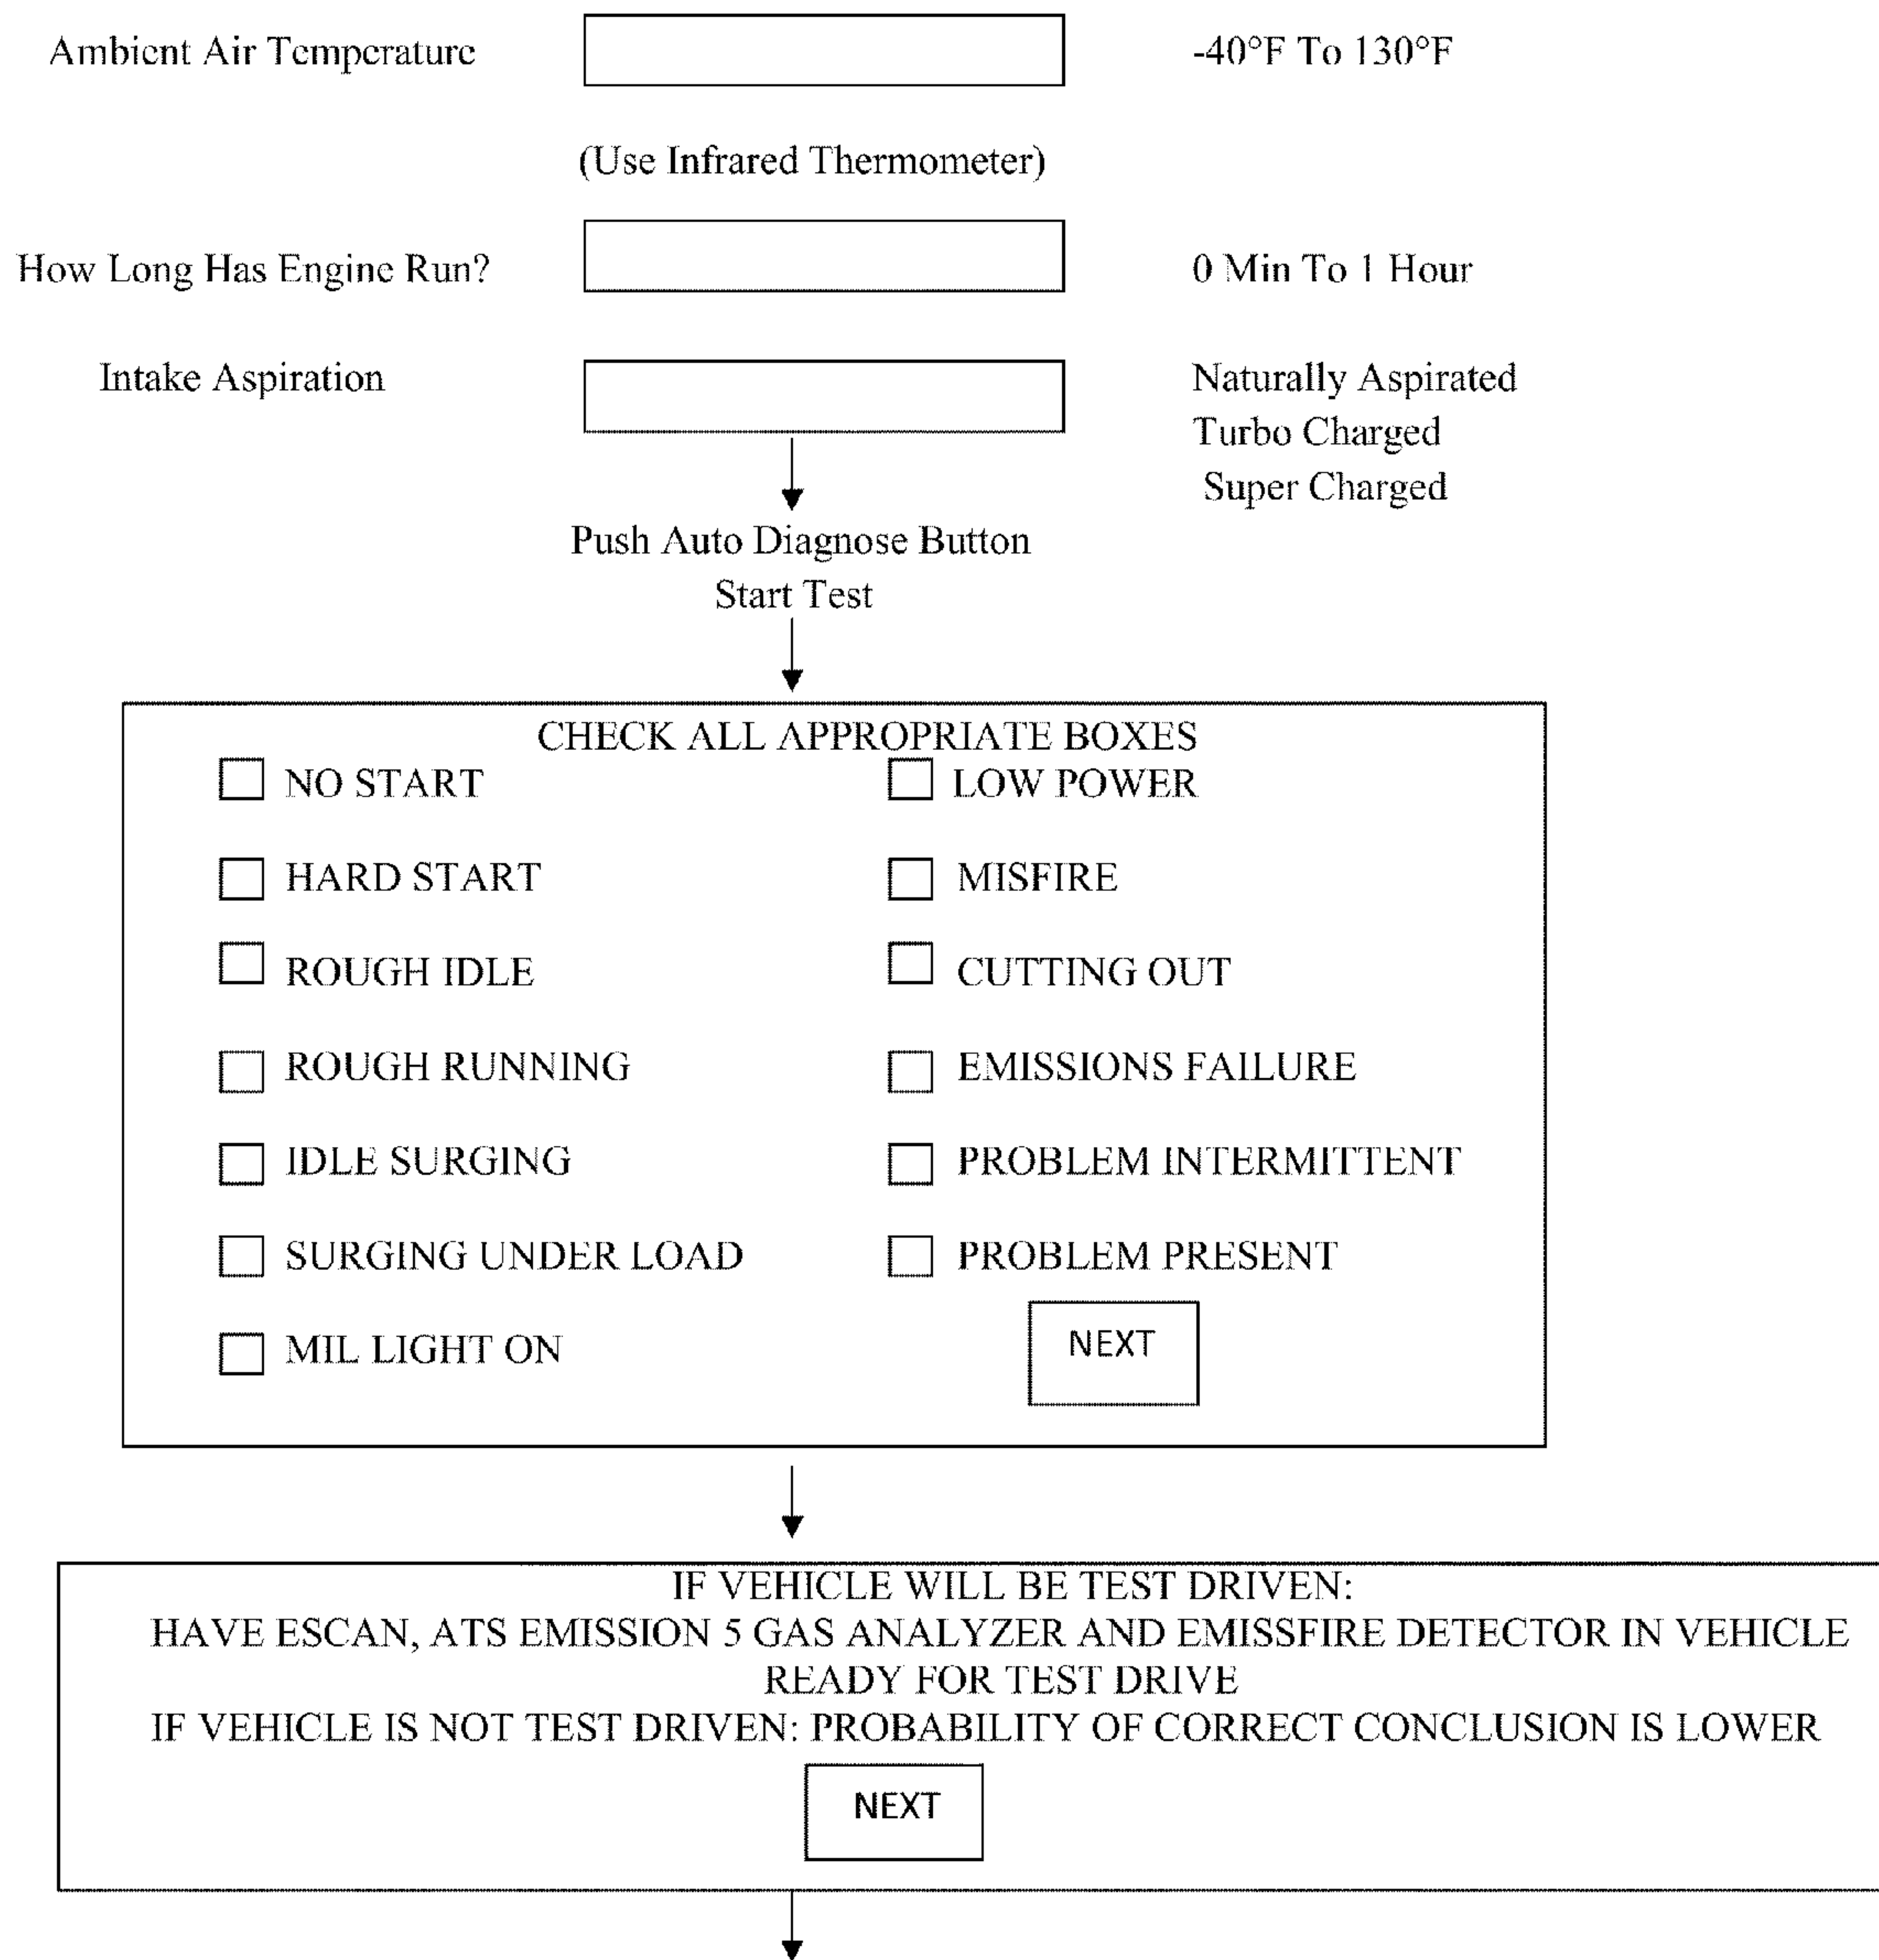 Ambient Air Temperature -40°F To 130°F
(Use Infrared Thermometer)
How Long Has Engine Run? 0 Min To 1 Hour
Intake Aspiration Naturally Aspirated
Turbo Charged
Super Charged
Push Auto Diagnose Button
Start Test
CHECK ALL APPROPRIATE BOXES
NO START LOW POWER
HARD START MISFIRE
ROUGH IDLE CUTTING OUT
ROUGH RUNNING EMISSIONS FAILURE
IDLE SURGING PROBLEM INTERMITTENT
SURGING UNDER LOAD PROBLEM PRESENT
MIL LIGHT ON NEXT
IF VEHICLE WILL BE TEST DRIVEN:
HAVE ESCAN, ATS EMISSION 5 GAS ANALYZER AND EMISSFIRE DETECTOR IN VEHICLE
READY FOR TEST DRIVE
IF VEHICLE IS NOT TEST DRIVEN: PROBABILITY OF CORRECT CONCLUSION IS LOWER
NEXT